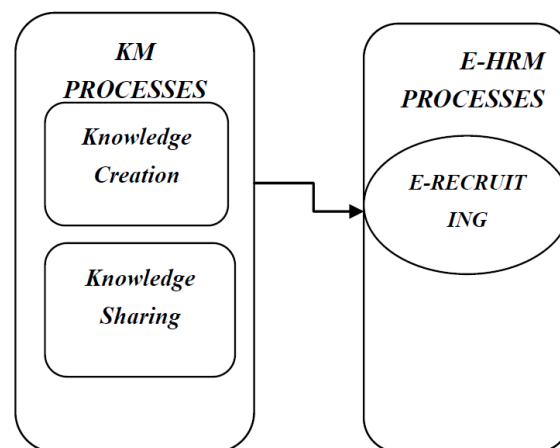 KM
PROCESSES
Knowledge
Creation
Knowledge
Sharing
E-HRM
PROCESSES
E-RECRUIT
ING